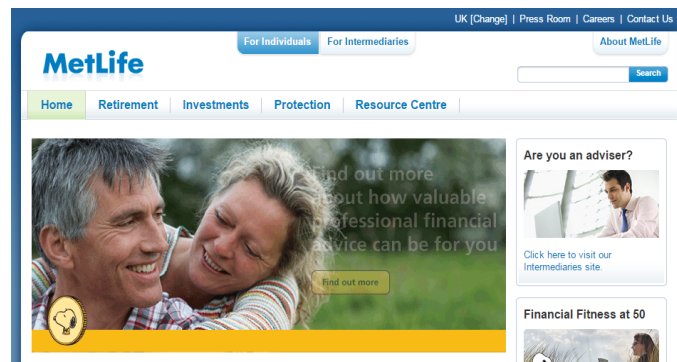 UK [Change] | Press Room | Careers | Contact Us
For Individuals
For Intermediaries
About MetLife
MetLife
Search
Home
Retirement
Investments
Protection
Resource Centre
Find out more
about how valuable
professional financial
advice can be for you
Find out more
Are you an adviser?
Click here to visit our
Intermediaries site.
Financial Fitness at 50